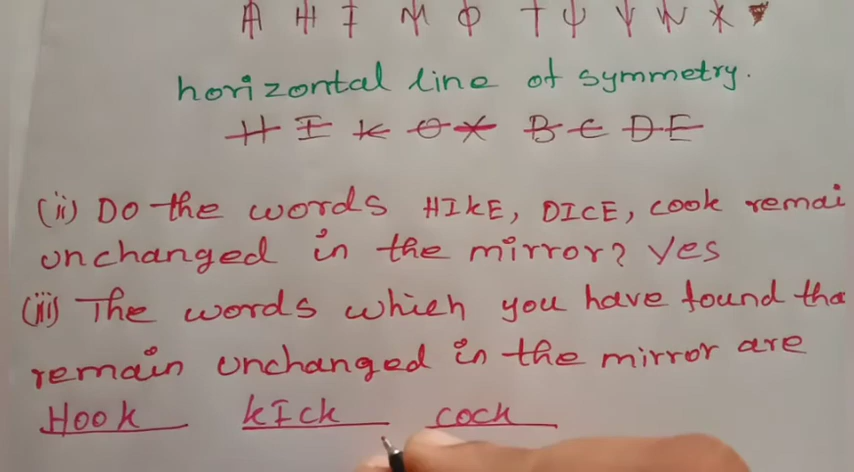 A H I M O T U V W X Y
horizontal line of symmetry.
H I K O X B C D E
(ii) Do the words HIKE, DICE, cook remai
unchanged in the mirror? Yes
(iii) The words which you have found tha
remain unchanged in the mirror are
Hook kIck cock